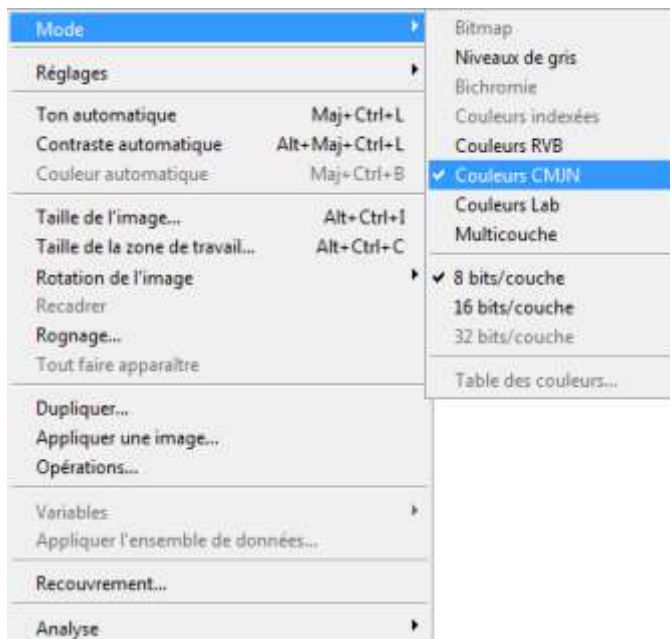 Mode
Réglages
Ton automatique Maj+Ctrl+L
Contraste automatique Alt+Maj+Ctrl+L
Couleur automatique Maj+Ctrl+B
Taille de l'image... Alt+Ctrl+I
Taille de la zone de travail... Alt+Ctrl+C
Rotation de l'image
Recadrer
Rognage...
Tout faire apparaître
Dupliquer...
Appliquer une image...
Opérations...
Variables
Appliquer l'ensemble de données...
Recouvrement...
Analyse
Bitmap
Niveaux de gris
Bichromie
Couleurs indexées
Couleurs RVB
Couleurs CMJN
Couleurs Lab
Multicouche
8 bits/couche
16 bits/couche
32 bits/couche
Table des couleurs...